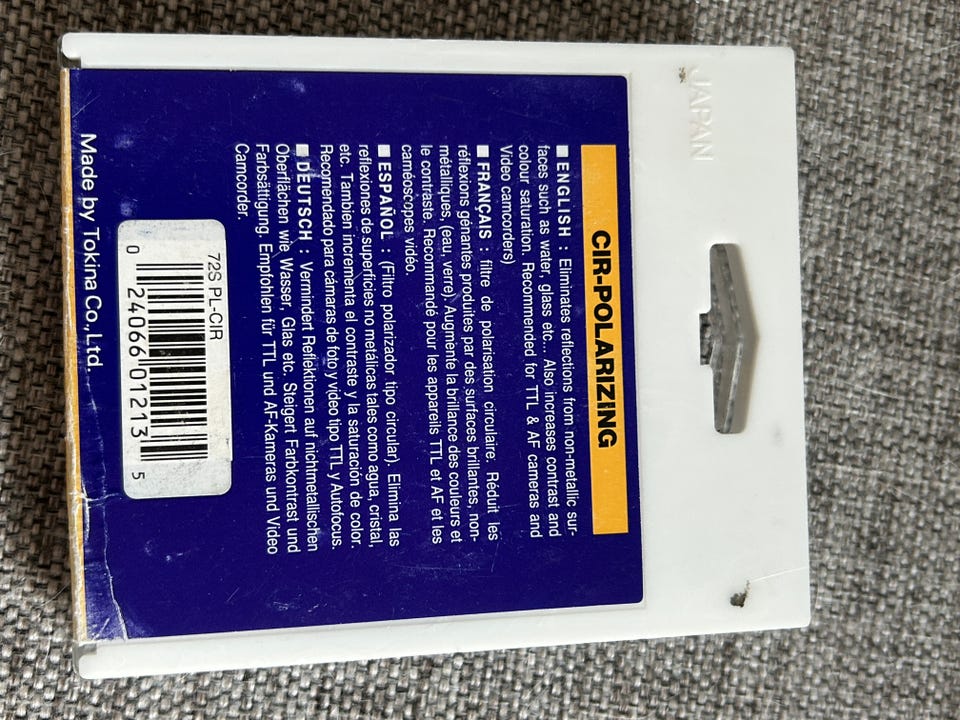 JAPAN
CIR-POLARIZING
■ ENGLISH : Eliminates reflections from non-metallic sur-
faces such as water, glass etc... Also increases contrast and
colour saturation. Recommended for TTL & AF cameras and
Video camcorders)
■ FRANÇAIS : filtre de polarisation circulaire. Réduit les
réflexions gênantes produites par des surfaces brillantes, non-
métalliques, (eau, verre). Augmente la brillance des couleurs et
le contraste. Recommandé pour les appareils TTL et AF et les
caméoscopes vidéo.
■ ESPAÑOL : (Filtro polarizador tipo circular). Elimina las
reflexiones de superfícies no metálicas tales como agua, cristal,
etc. Tambien incrementa el contraste y la saturación de color.
Recomendado para cámaras de foto y video tipo TTL y Autofocus.
■ DEUTSCH : Vermindert Reflektionen auf nichtmetallischen
Oberflächen wie Wasser, Glas etc. Steigert Farbkontrast und
Farbsättigung. Empfohlen für TTL und AF-Kameras und Video
Camcorder.
72S PL-CIR
0 24066 01213 5
Made by Tokina Co., Ltd.